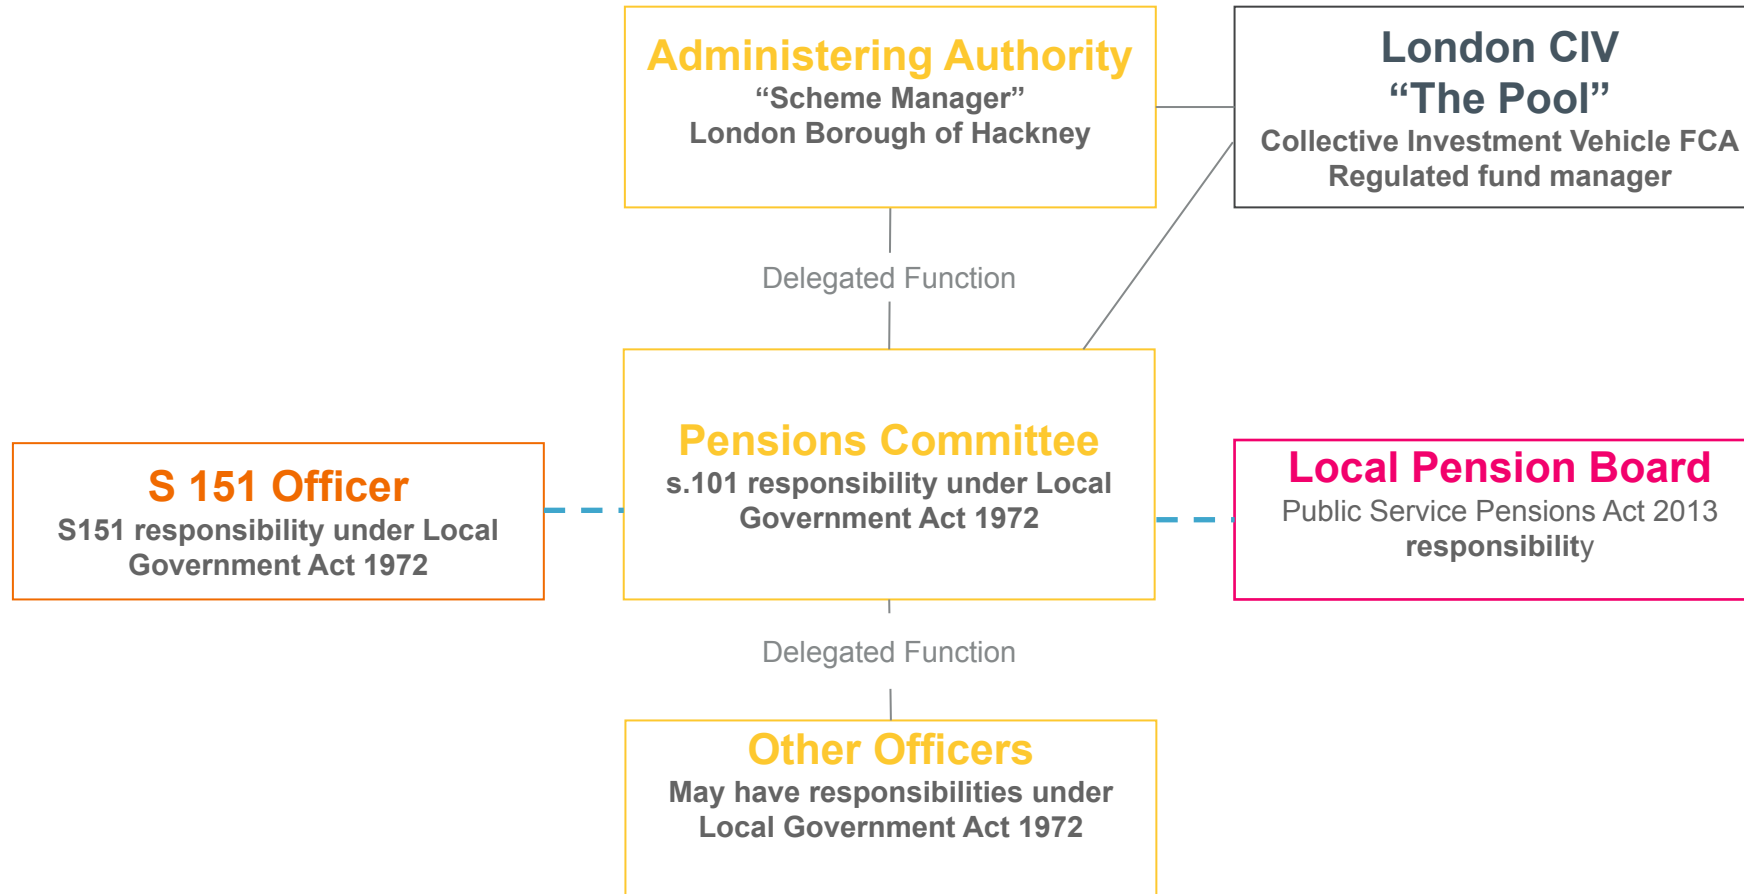 Administering Authority
“Scheme Manager”
London Borough of Hackney
London CIV
“The Pool”
Collective Investment Vehicle FCA
Regulated fund manager
Delegated Function
Pensions Committee
s.101 responsibility under Local
Government Act 1972
S 151 Officer
S151 responsibility under Local
Government Act 1972
Local Pension Board
Public Service Pensions Act 2013
responsibility
Delegated Function
Other Officers
May have responsibilities under
Local Government Act 1972